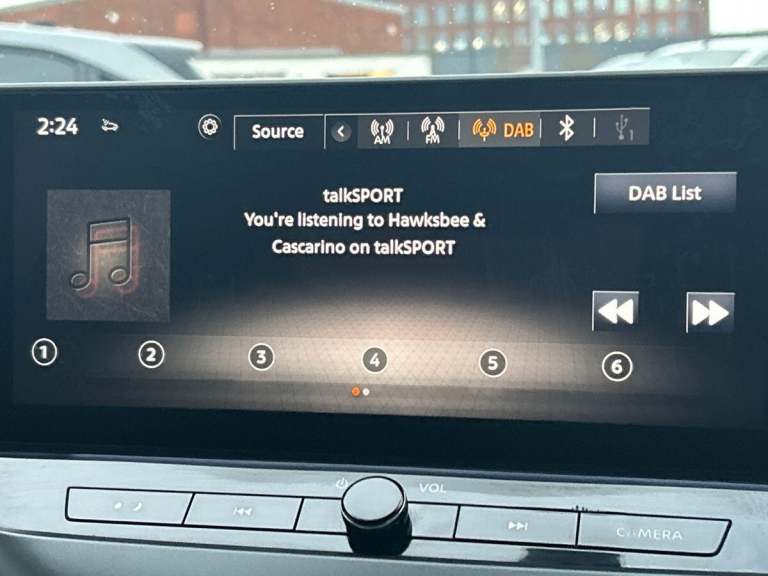 2:24
Source
AM
FM
DAB
1
talkSPORT
DAB List
You're listening to Hawksbee &
Cascarino on talkSPORT
1
2
3
4
5
6
VOL
CAMERA